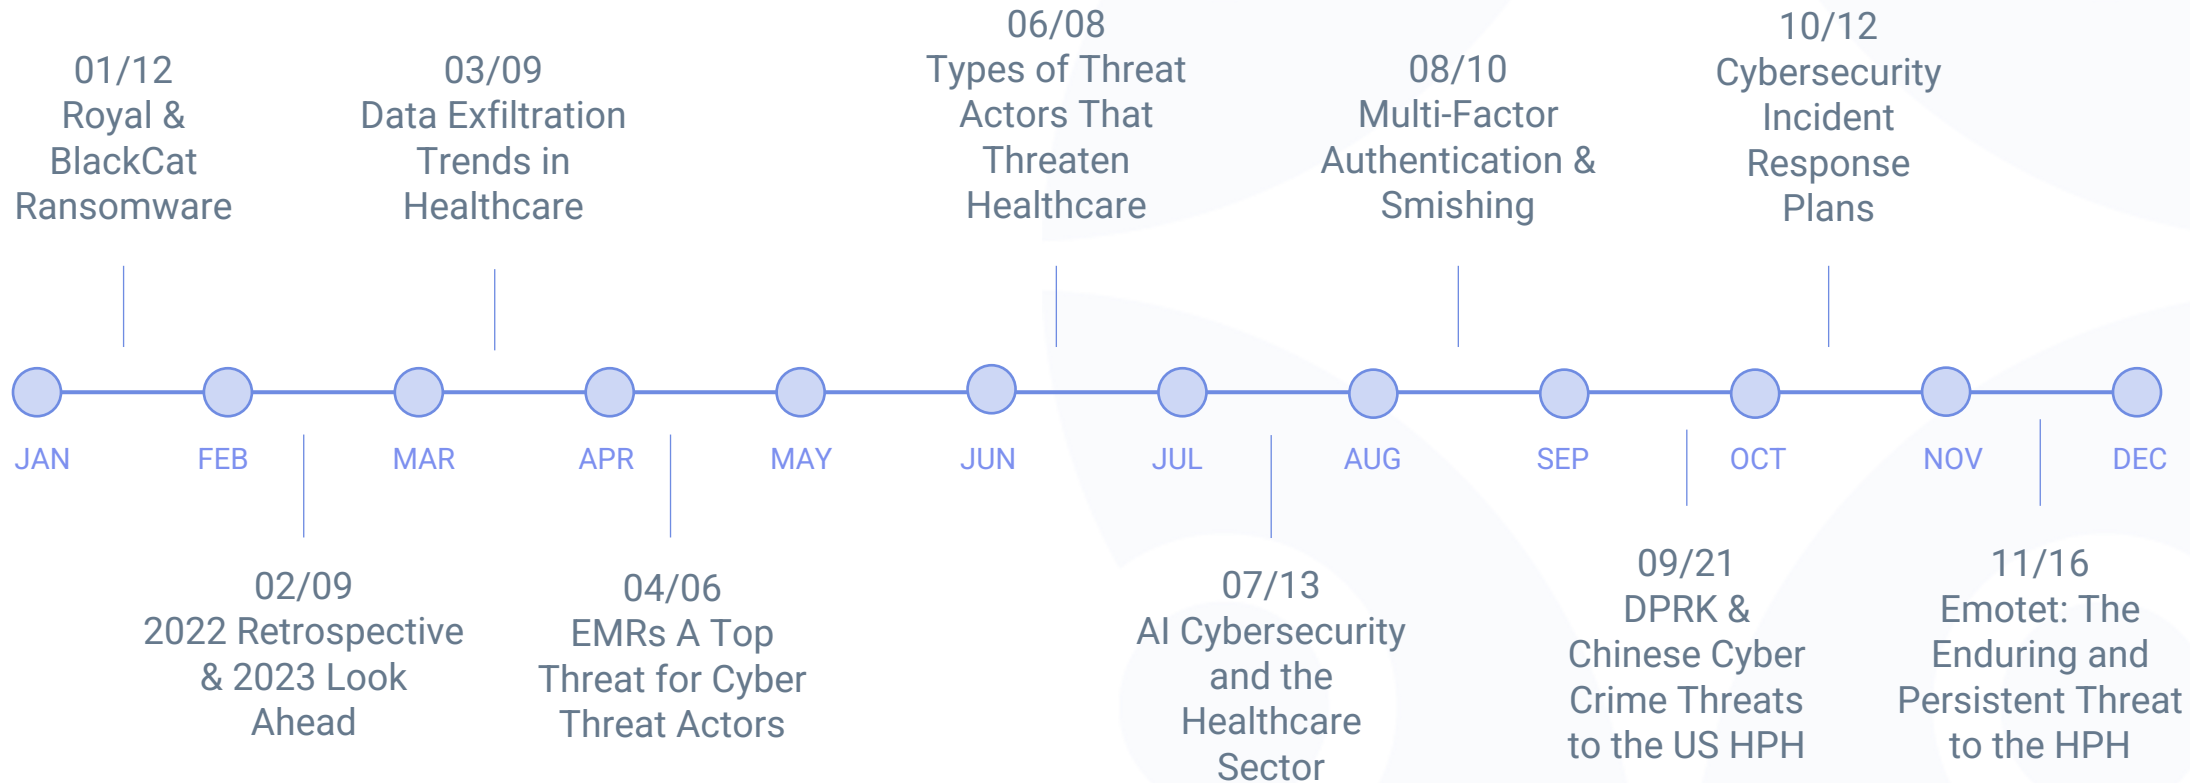 01/12
Royal &
BlackCat
Ransomware
03/09
Data Exfiltration
Trends in
Healthcare
06/08
Types of Threat
Actors That
Threaten
Healthcare
08/10
Multi-Factor
Authentication &
Smishing
10/12
Cybersecurity
Incident
Response
Plans
JAN
FEB
MAR
APR
MAY
JUN
JUL
AUG
SEP
OCT
NOV
DEC
02/09
2022 Retrospective
& 2023 Look
Ahead
04/06
EMRs A Top
Threat for Cyber
Threat Actors
07/13
AI Cybersecurity
and the
Healthcare
Sector
09/21
DPRK &
Chinese Cyber
Crime Threats
to the US HPH
11/16
Emotet: The
Enduring and
Persistent Threat
to the HPH